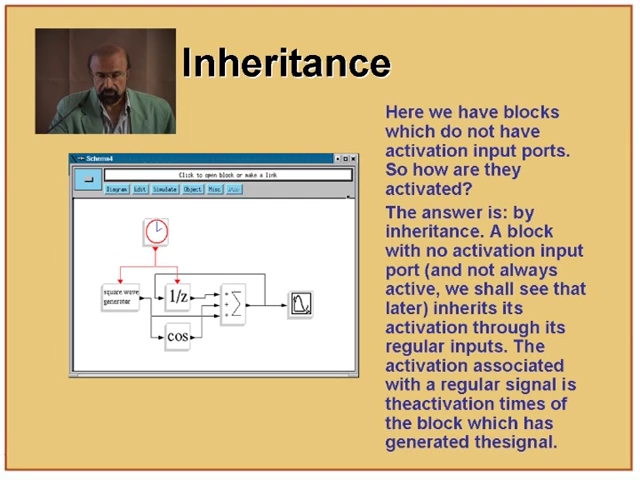 Inheritance
Here we have blocks
which do not have
activation input ports.
So how are they
activated?
The answer is: by
inheritance. A block
with no activation input
port (and not always
active, we shall see that
later) inherits its
activation through its
regular inputs. The
activation associated
with a regular signal is
theactivation times of
the block which has
generated thesignal.
Click to open block or make a link
Diagram Edit Simulate Object Misc
square wave
generator
1/z
+
+
+
Σ
cos